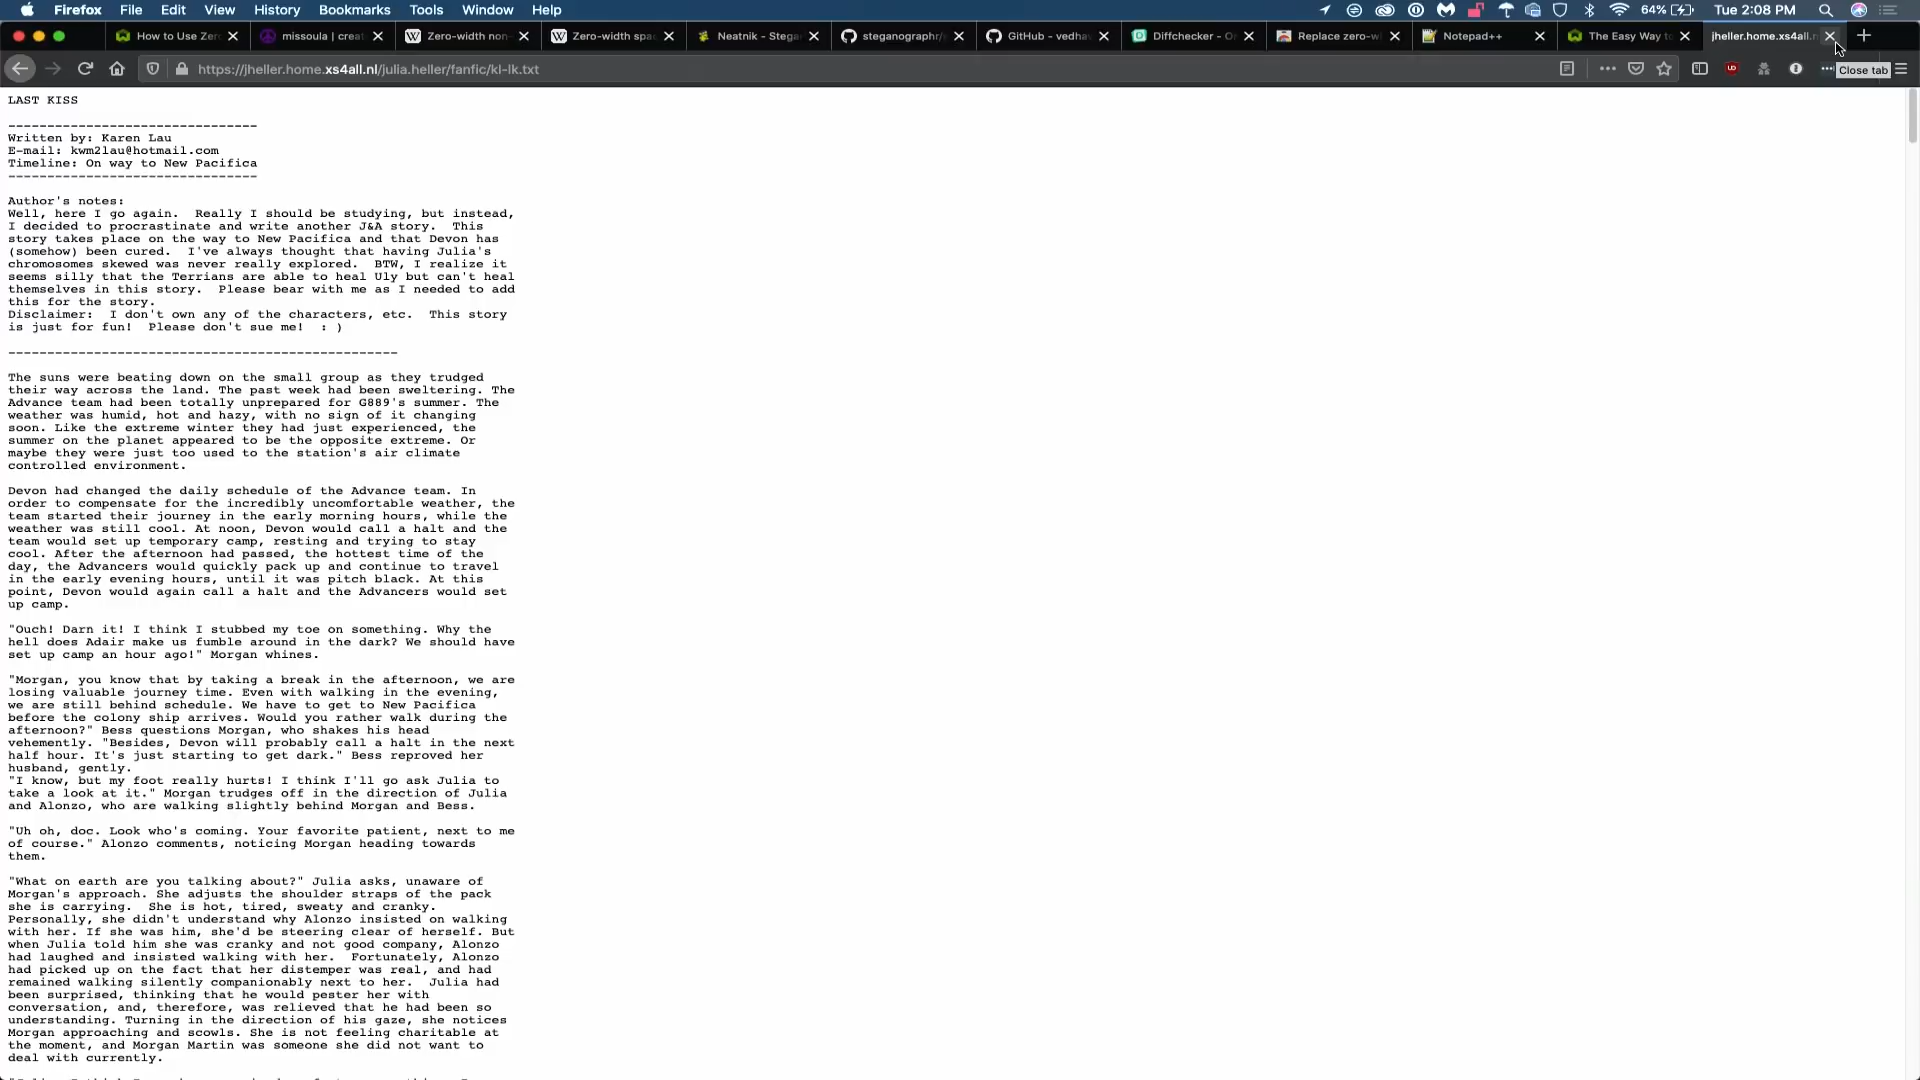 Firefox File Edit View History Bookmarks Tools Window Help 64% Tue 2:08 PM
How to Use Zero missoula | creat Zero-width non- Zero-width spac Neatnik – Stega steganographr/ GitHub - vedha Diffchecker - O Replace zero-w Notepad++ The Easy Way to jheller.home.xs4all.n
https://jheller.home.xs4all.nl/julia.heller/fanfic/kl-lk.txt Close tab
LAST KISS
--------------------------------
Written by: Karen Lau
E-mail: kwm2lau@hotmail.com
Timeline: On way to New Pacifica
--------------------------------
Author's notes:
Well, here I go again.  Really I should be studying, but instead,
I decided to procrastinate and write another J&A story.  This
story takes place on the way to New Pacifica and that Devon has
(somehow) been cured.  I've always thought that having Julia's
chromosomes skewed was never really explored.  BTW, I realize it
seems silly that the Terrians are able to heal Uly but can't heal
themselves in this story.  Please bear with me as I needed to add
this for the story.
Disclaimer:  I don't own any of the characters, etc.  This story
is just for fun!  Please don't sue me!  : )
--------------------------------------------------
The suns were beating down on the small group as they trudged
their way across the land. The past week had been sweltering. The
Advance team had been totally unprepared for G889's summer. The
weather was humid, hot and hazy, with no sign of it changing
soon. Like the extreme winter they had just experienced, the
summer on the planet appeared to be the opposite extreme. Or
maybe they were just too used to the station's air climate
controlled environment.
Devon had changed the daily schedule of the Advance team. In
order to compensate for the incredibly uncomfortable weather, the
team started their journey in the early morning hours, while the
weather was still cool. At noon, Devon would call a halt and the
team would set up temporary camp, resting and trying to stay
cool. After the afternoon had passed, the hottest time of the
day, the Advancers would quickly pack up and continue to travel
in the early evening hours, until it was pitch black. At this
point, Devon would again call a halt and the Advancers would set
up camp.
"Ouch! Darn it! I think I stubbed my toe on something. Why the
hell does Adair make us fumble around in the dark? We should have
set up camp an hour ago!" Morgan whines.
"Morgan, you know that by taking a break in the afternoon, we are
losing valuable journey time. Even with walking in the evening,
we are still behind schedule. We have to get to New Pacifica
before the colony ship arrives. Would you rather walk during the
afternoon?" Bess questions Morgan, who shakes his head
vehemently. "Besides, Devon will probably call a halt in the next
half hour. It's just starting to get dark." Bess reproved her
husband, gently.
"I know, but my foot really hurts! I think I'll go ask Julia to
take a look at it." Morgan trudges off in the direction of Julia
and Alonzo, who are walking slightly behind Morgan and Bess.
"Uh oh, doc. Look who's coming. Your favorite patient, next to me
of course." Alonzo comments, noticing Morgan heading towards
them.
"What on earth are you talking about?" Julia asks, unaware of
Morgan's approach. She adjusts the shoulder straps of the pack
she is carrying.  She is hot, tired, sweaty and cranky.
Personally, she didn't understand why Alonzo insisted on walking
with her. If she was him, she'd be steering clear of herself. But
when Julia told him she was cranky and not good company, Alonzo
had laughed and insisted walking with her.  Fortunately, Alonzo
had picked up on the fact that her distemper was real, and had
remained walking silently companionably next to her.  Julia had
been surprised, thinking that he would pester her with
conversation, and, therefore, was relieved that he had been so
understanding. Turning in the direction of his gaze, she notices
Morgan approaching and scowls. She is not feeling charitable at
the moment, and Morgan Martin was someone she did not want to
deal with currently.